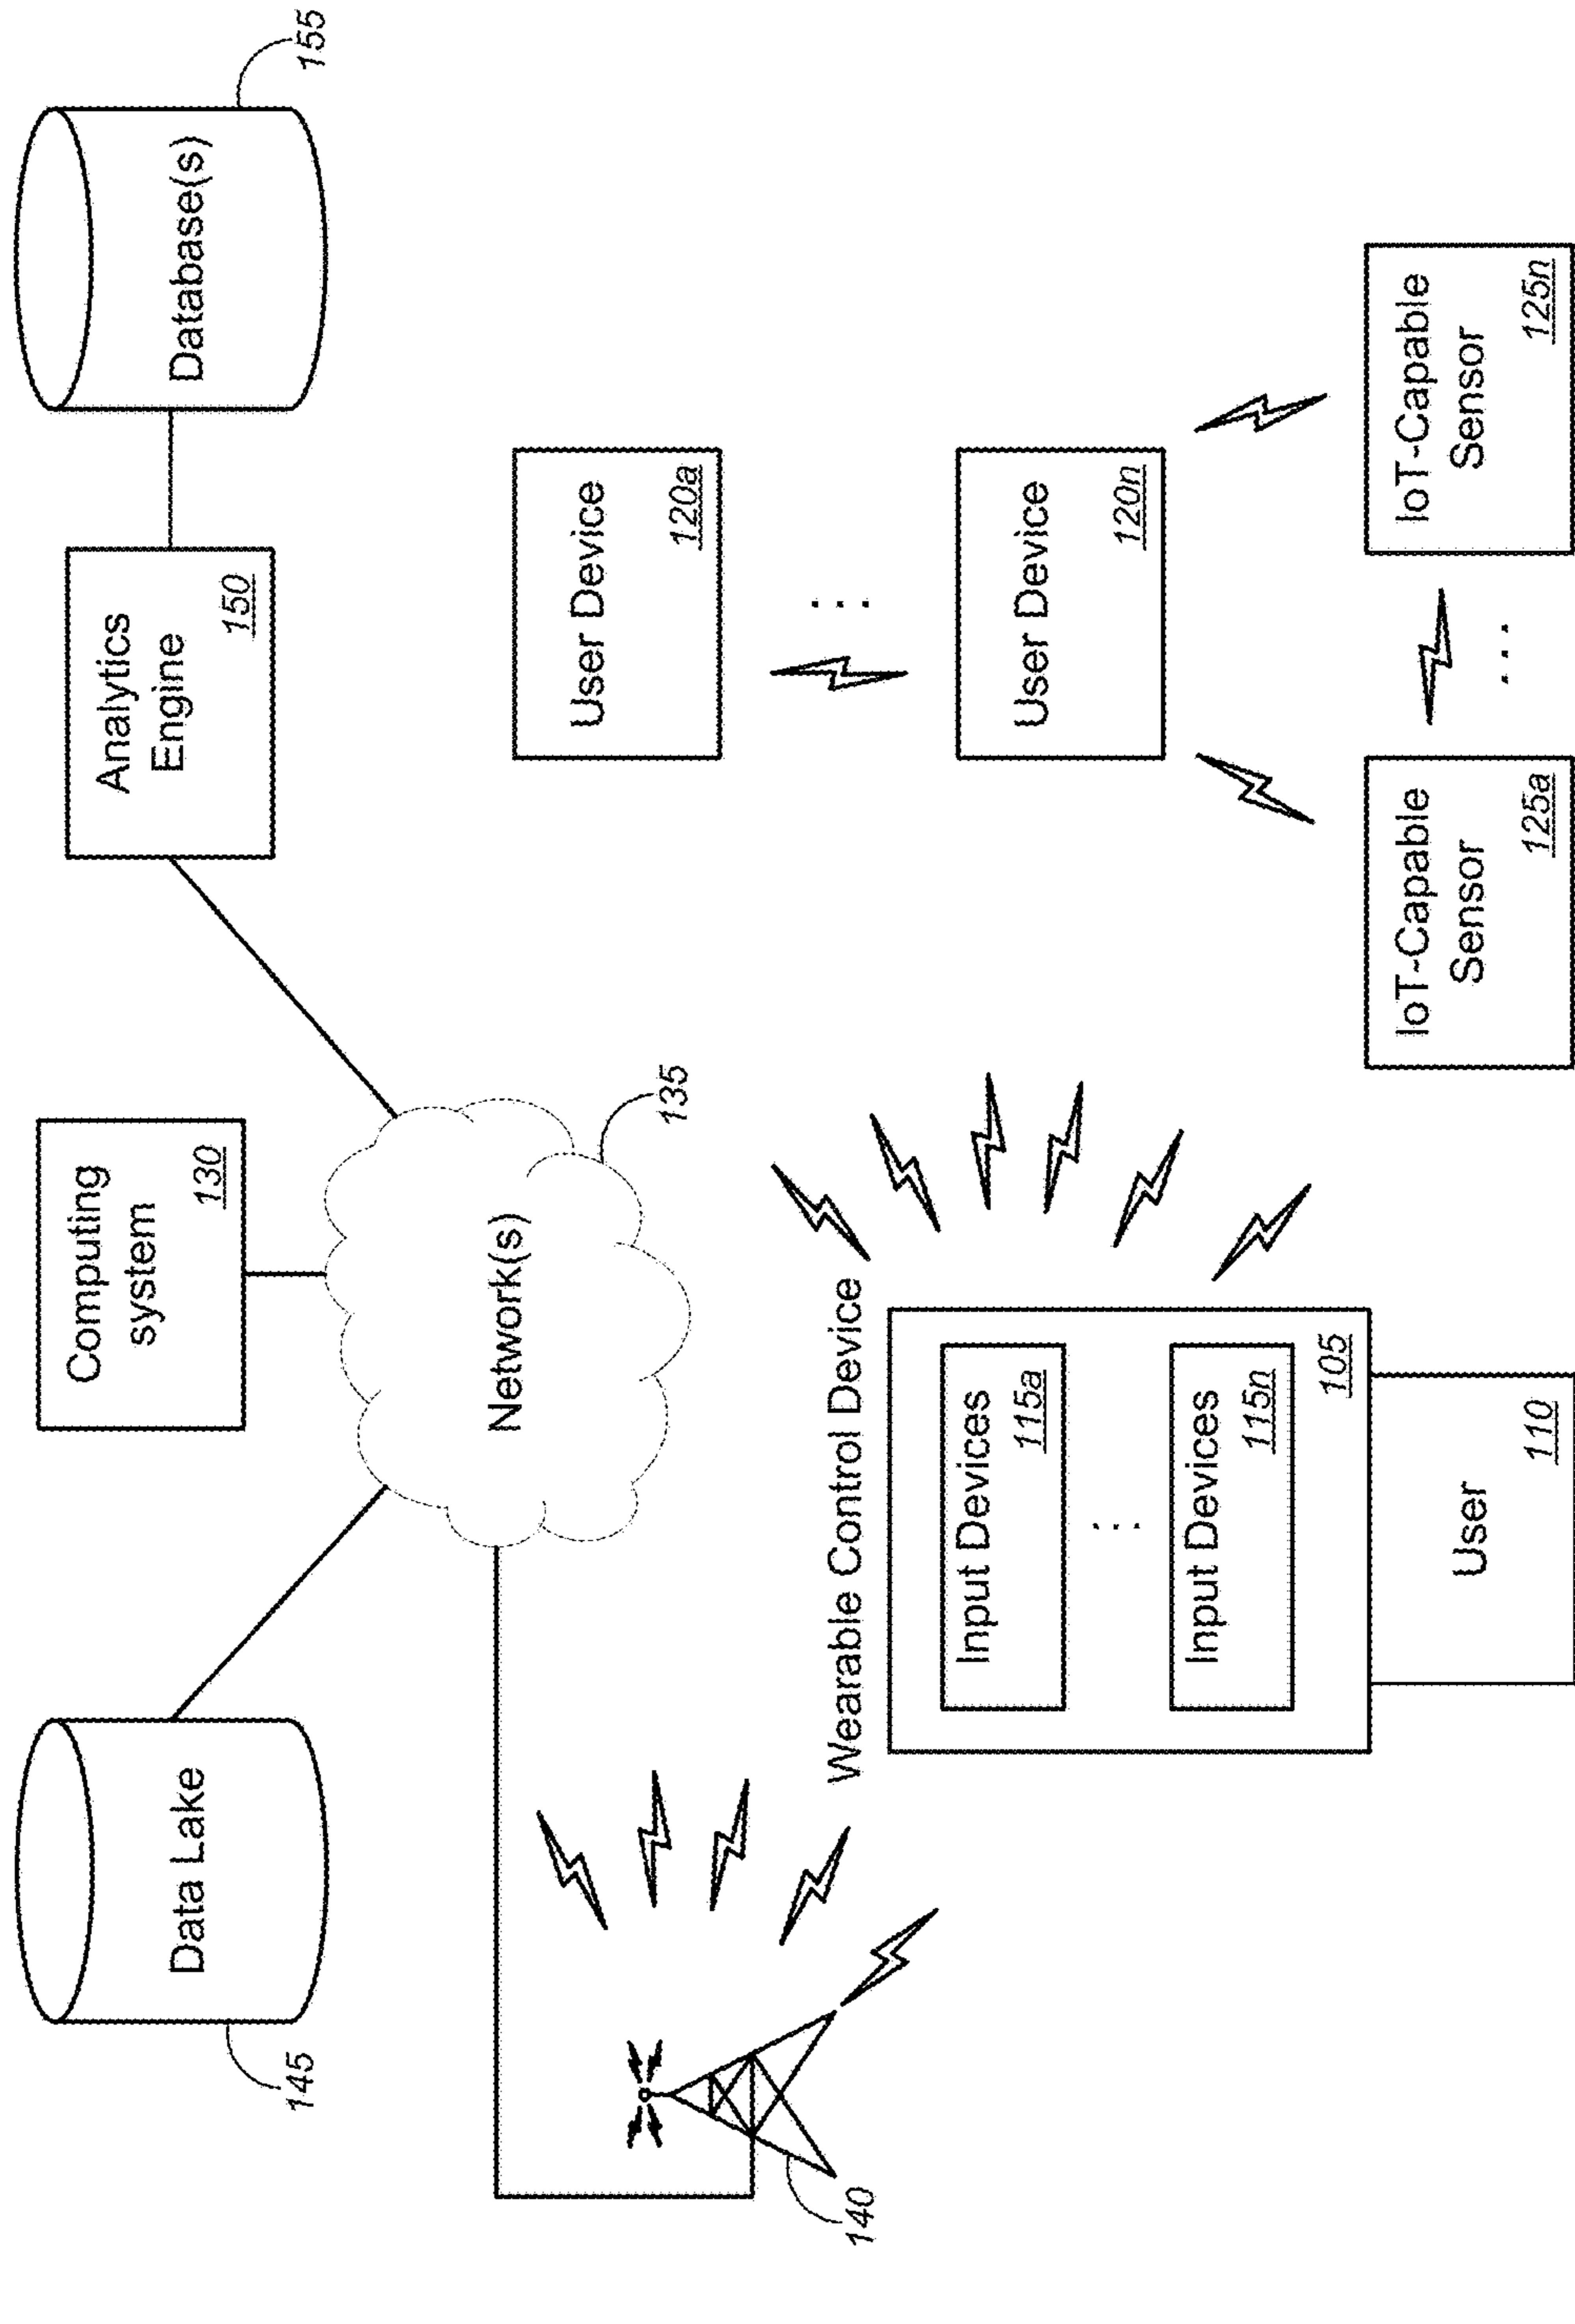 Data Lake
145
Computing
system
130
Analytics
Engine
150
Database(s)
155
Network(s)
135
140
Wearable Control Device
Input Devices
115a
...
Input Devices
115n
105
User
110
User Device
120a
...
User Device
120n
IoT-Capable
Sensor
125a
...
IoT-Capable
Sensor
125n